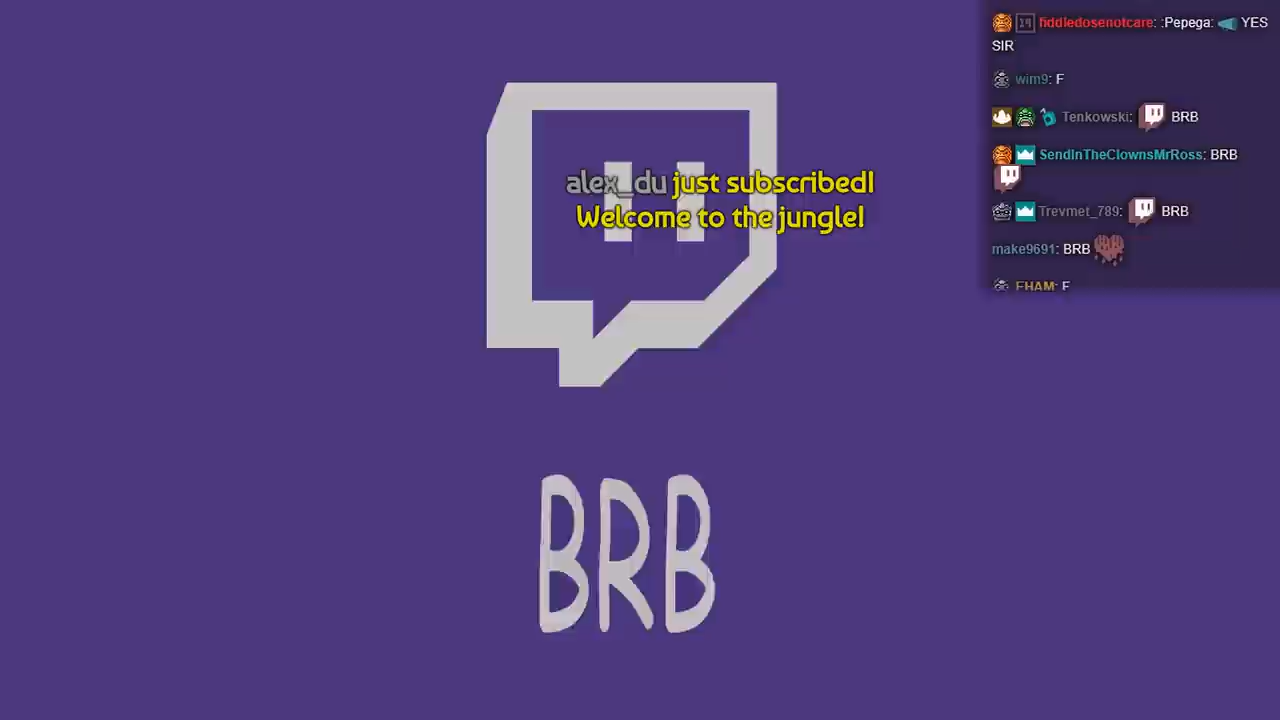 fiddledosenotcare: :Pepega: YES
SIR
wim9: F
Tenkowski: BRB
SendInTheClownsMrRoss: BRB
Trevmet_789: BRB
make9691: BRB
FHAM: F
alex_du just subscribed!
Welcome to the jungle!
BRB